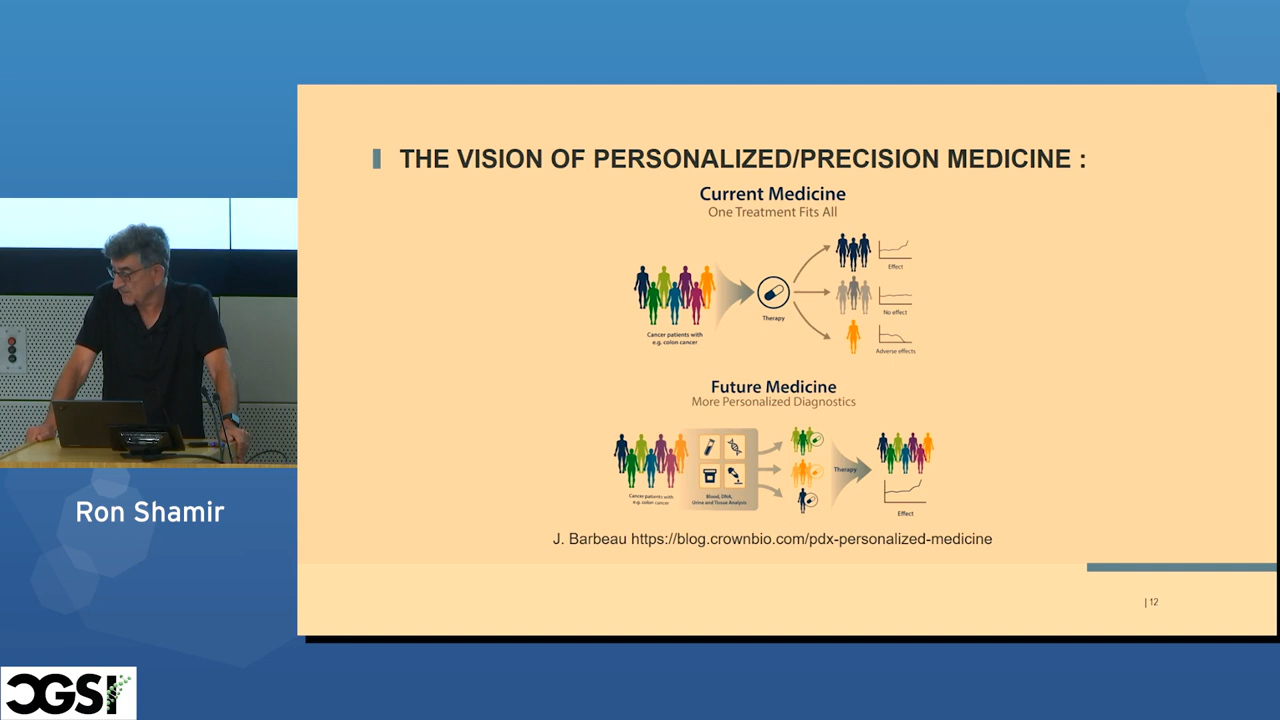 THE VISION OF PERSONALIZED/PRECISION MEDICINE :
Current Medicine
One Treatment Fits All
Cancer patients with
e.g. colon cancer
Therapy
Effect
No effect
Adverse effects
Future Medicine
More Personalized Diagnostics
Cancer patients with
e.g. colon cancer
Blood, DNA,
Urine and Tissue Analysis
Therapy
Effect
J. Barbeau https://blog.crownbio.com/pdx-personalized-medicine
| 12
Ron Shamir
CGSI